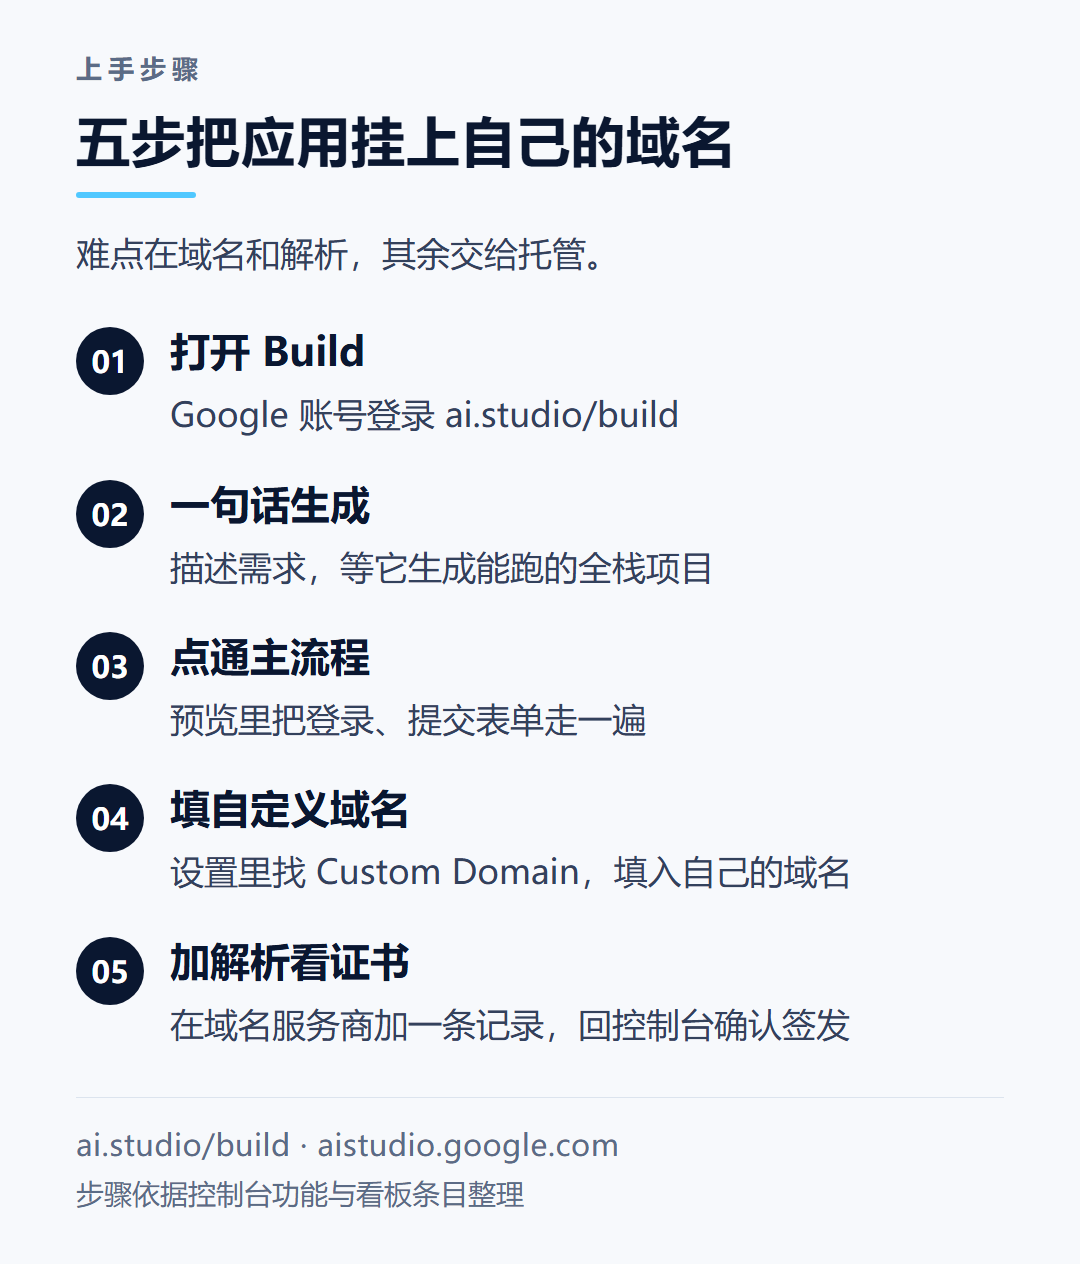 上手步骤
五步把应用挂上自己的域名
难点在域名和解析，其余交给托管。
01 打开 Build
Google 账号登录 ai.studio/build
02 一句话生成
描述需求，等它生成能跑的全栈项目
03 点通主流程
预览里把登录、提交表单走一遍
04 填自定义域名
设置里找 Custom Domain，填入自己的域名
05 加解析看证书
在域名服务商加一条记录，回控制台确认签发
ai.studio/build · aistudio.google.com
步骤依据控制台功能与看板条目整理